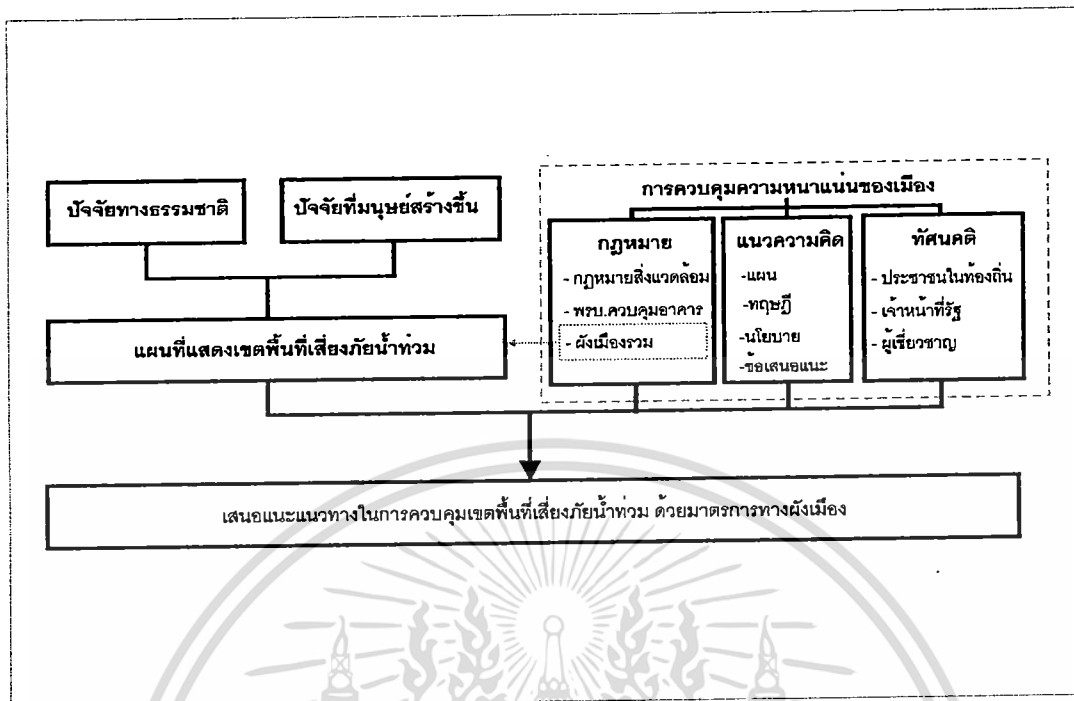 ปัจจัยทางธรรมชาติ
ปัจจัยที่มนุษย์สร้างขึ้น
แผนที่แสดงเขตพื้นที่เสี่ยงภัยน้ำท่วม
การควบคุมความหนาแน่นของเมือง
กฎหมาย
- กฎหมายสิ่งแวดล้อม
- พรบ.ควบคุมอาคาร
- ผังเมืองรวม
แนวความคิด
-แผน
-ทฤษฎี
-นโยบาย
-ข้อเสนอแนะ
ทัศนคติ
- ประชาชนในท้องถิ่น
- เจ้าหน้าที่รัฐ
- ผู้เชี่ยวชาญ
เสนอแนะแนวทางในการควบคุมเขตพื้นที่เสี่ยงภัยน้ำท่วม ด้วยมาตรการทางผังเมือง